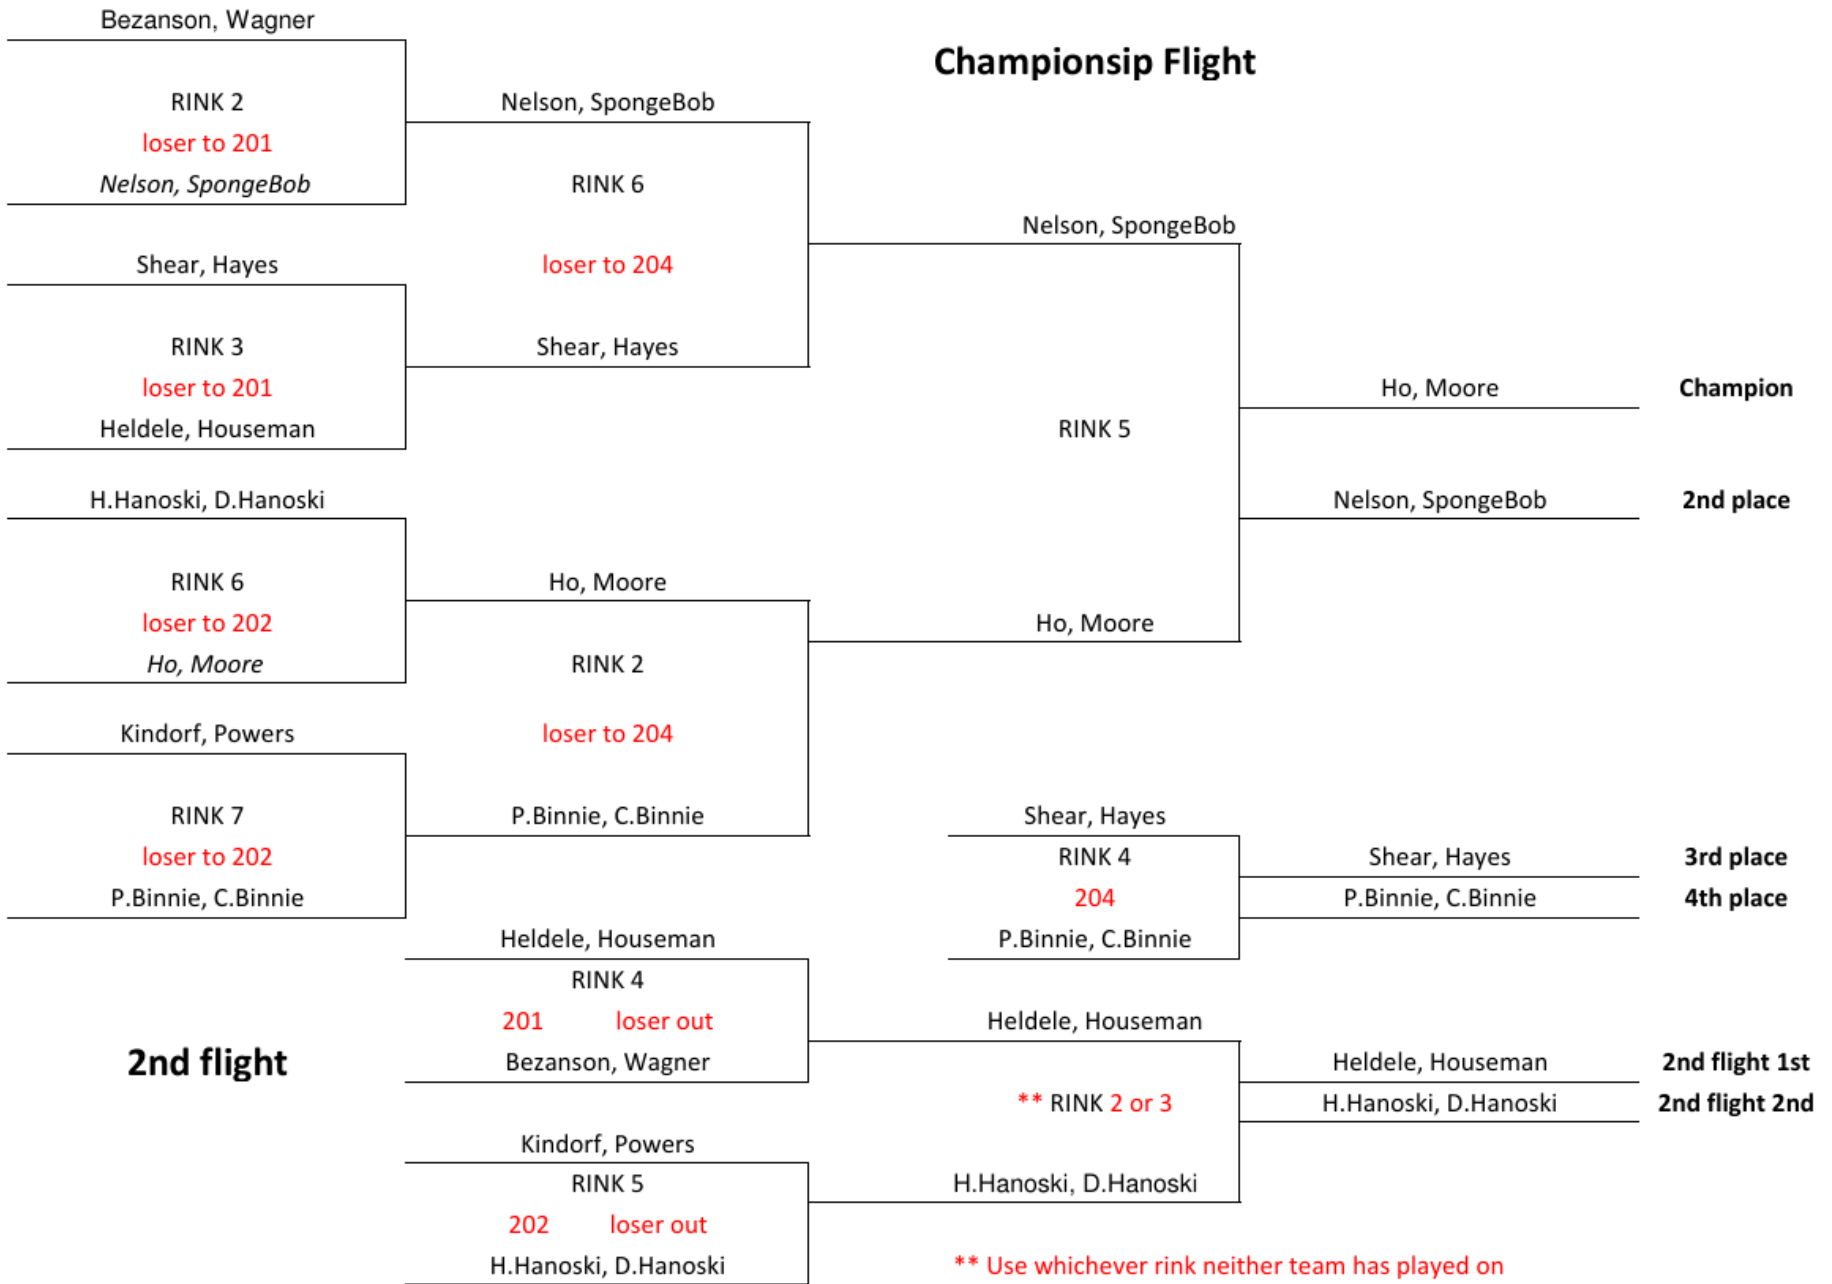 Bezanson, Wagner
Championsip Flight
RINK 2
Nelson, SpongeBob
loser to 201
Nelson, SpongeBob
RINK 6
Nelson, SpongeBob
Shear, Hayes
loser to 204
RINK 3
Shear, Hayes
loser to 201
Ho, Moore
Champion
Heldele, Houseman
RINK 5
H.Hanoski, D.Hanoski
Nelson, SpongeBob
2nd place
RINK 6
Ho, Moore
loser to 202
Ho, Moore
Ho, Moore
RINK 2
Kindorf, Powers
loser to 204
RINK 7
P.Binnie, C.Binnie
Shear, Hayes
loser to 202
RINK 4
Shear, Hayes
3rd place
P.Binnie, C.Binnie
204
P.Binnie, C.Binnie
4th place
Heldele, Houseman
P.Binnie, C.Binnie
RINK 4
201 loser out
Heldele, Houseman
2nd flight
Bezanson, Wagner
Heldele, Houseman
2nd flight 1st
** RINK 2 or 3
H.Hanoski, D.Hanoski
2nd flight 2nd
Kindorf, Powers
RINK 5
H.Hanoski, D.Hanoski
202 loser out
H.Hanoski, D.Hanoski
** Use whichever rink neither team has played on